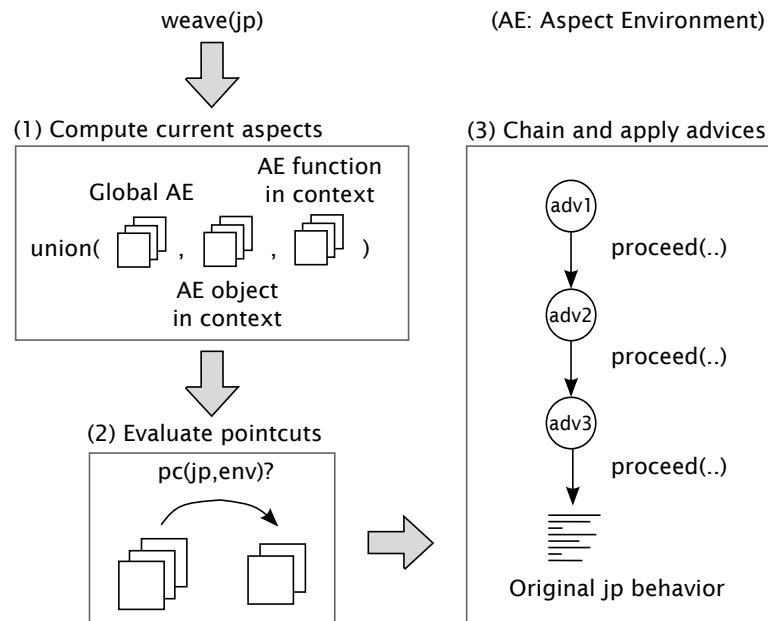 weave(jp)
(AE: Aspect Environment)
(1) Compute current aspects
AE function
in context
Global AE
union( , , )
AE object
in context
(2) Evaluate pointcuts
pc(jp,env)?
(3) Chain and apply advices
adv1
proceed(..)
adv2
proceed(..)
adv3
proceed(..)
Original jp behavior